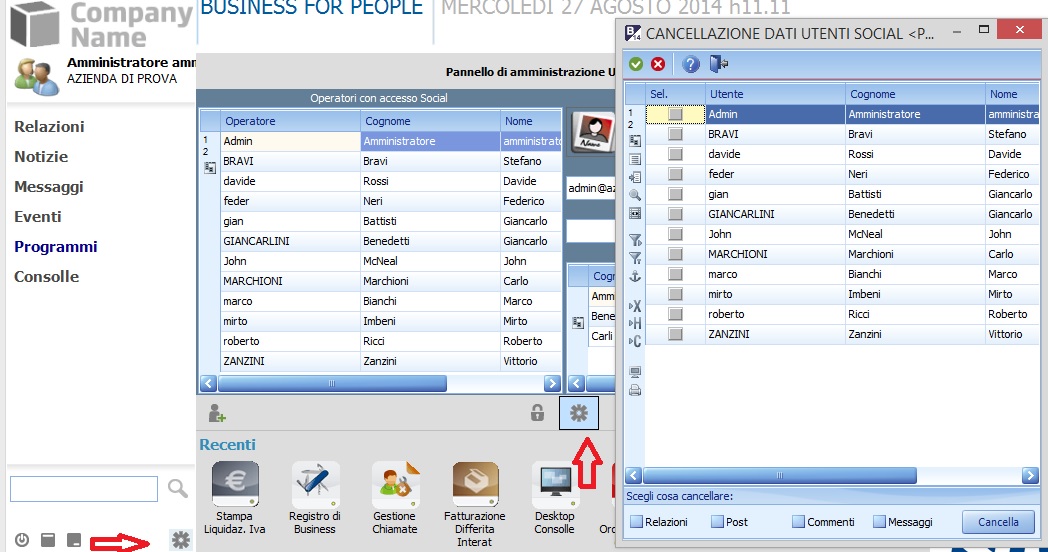 Company
Name
BUSINESS FOR PEOPLE
MERCOLEDÌ 27 AGOSTO 2014 h11.11
Amministratore amm
AZIENDA DI PROVA
Relazioni
Notizie
Messaggi
Eventi
Programmi
Consolle
Pannello di amministrazione U
Operatori con accesso Social
Operatore Cognome Nome
1
2
Admin Amministratore amministrato
BRAVI Bravi Stefano
davide Rossi Davide
feder Neri Federico
gian Battisti Giancarlo
GIANCARLINI Benedetti Giancarlo
John McNeal John
MARCHIONI Marchioni Carlo
marco Bianchi Marco
mirto Imbeni Mirto
roberto Ricci Roberto
ZANZINI Zanzini Vittorio
Name
admin@az
Cogn
Amm
Bene
Carli
Recenti
Stampa
Liquidaz. Iva
Registro di
Business
Gestione
Chiamate
Fatturazione
Differita
Interat
Desktop
Consolle
CANCELLAZIONE DATI UTENTI SOCIAL <P...
Sel. Utente Cognome Nome
1
2
Admin Amministratore amministra
BRAVI Bravi Stefano
davide Rossi Davide
feder Neri Federico
gian Battisti Giancarlo
GIANCARLINI Benedetti Giancarlo
John McNeal John
MARCHIONI Marchioni Carlo
marco Bianchi Marco
mirto Imbeni Mirto
roberto Ricci Roberto
ZANZINI Zanzini Vittorio
Scegli cosa cancellare:
Relazioni Post Commenti Messaggi Cancella